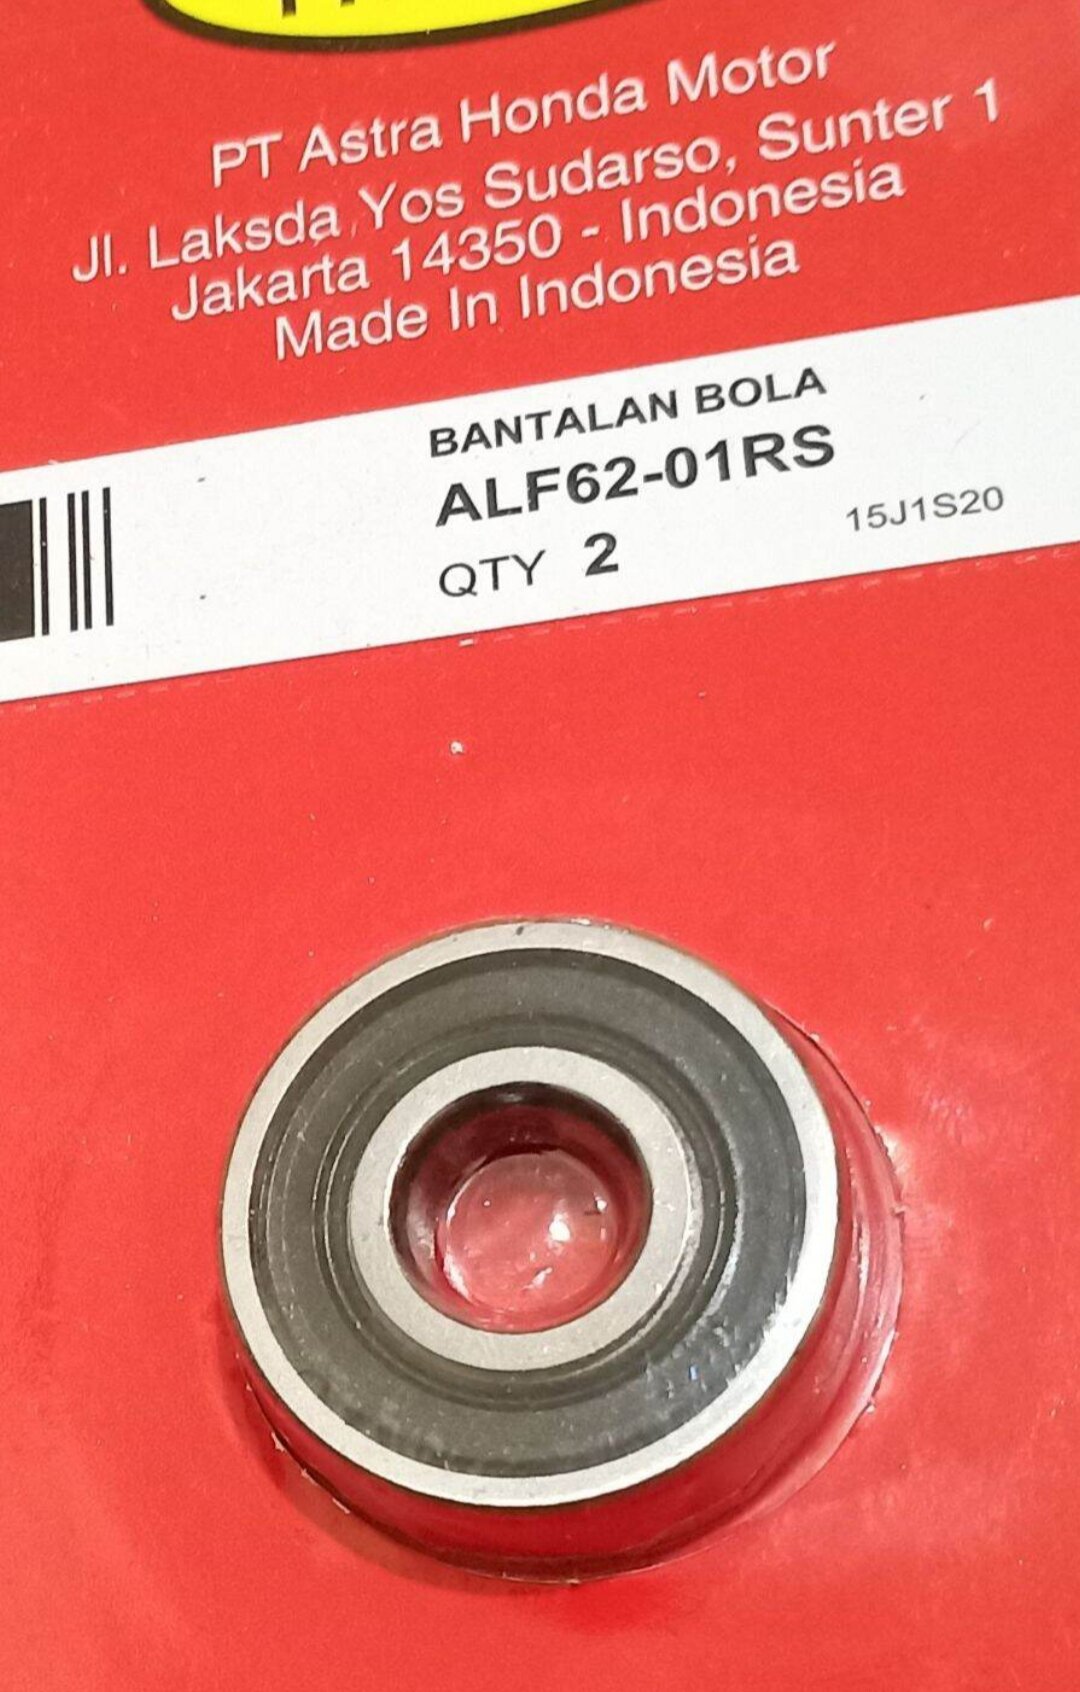 PT Astra Honda Motor
Jl. Laksda Yos Sudarso, Sunter 1
Jakarta 14350 - Indonesia
Made In Indonesia
BANTALAN BOLA
ALF62-01RS
QTY 2
15J1S20